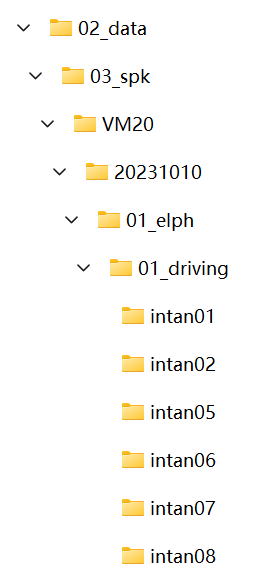 02_data
03_spk
VM20
20231010
01_elph
01_driving
intan01
intan02
intan05
intan06
intan07
intan08